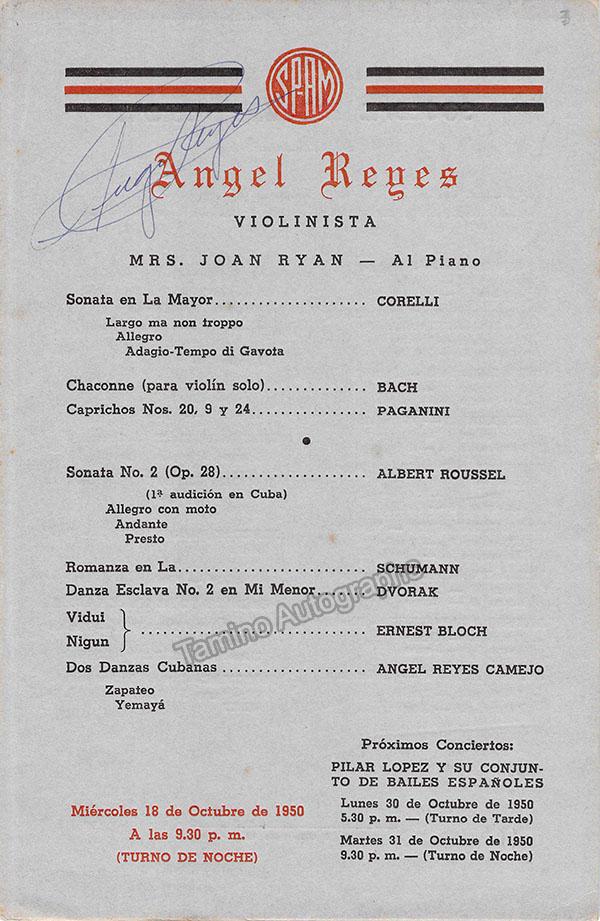 3
SP-AM
Angel Reyes
Angel Reyes
VIOLINISTA
MRS. JOAN RYAN — Al Piano
Sonata en La Mayor ..................... CORELLI
Largo ma non troppo
Allegro
Adagio-Tempo di Gavota
Chaconne (para violín solo) .............. BACH
Caprichos Nos. 20, 9 y 24 ................ PAGANINI
●
Sonata No. 2 (Op. 28) .................... ALBERT ROUSSEL
(1ª audición en Cuba)
Allegro con moto
Andante
Presto
Romanza en La .......................... SCHUMANN
Danza Esclava No. 2 en Mi Menor ....... DVORAK
Vidui
Nigun } ................................ ERNEST BLOCH
Dos Danzas Cubanas .................... ANGEL REYES CAMEJO
Zapateo
Yemayá
Tamino Autographs
Miércoles 18 de Octubre de 1950
A las 9.30 p. m.
(TURNO DE NOCHE)
Próximos Conciertos:
PILAR LOPEZ Y SU CONJUN-
TO DE BAILES ESPAÑOLES
Lunes 30 de Octubre de 1950
5.30 p. m. — (Turno de Tarde)
Martes 31 de Octubre de 1950
9.30 p. m. — (Turno de Noche)